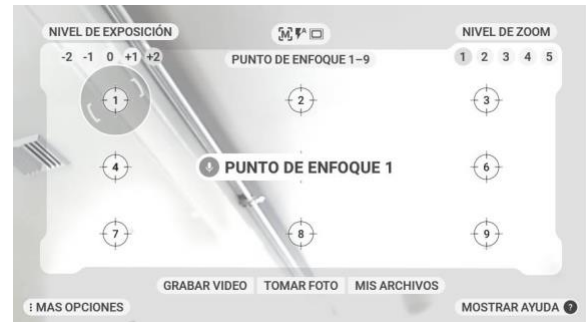 NIVEL DE EXPOSICIÓN
M A
NIVEL DE ZOOM
-2 -1 0 +1 +2
PUNTO DE ENFOQUE 1–9
1 2 3 4 5
1 2 3
4 PUNTO DE ENFOQUE 1 6
7 8 9
GRABAR VIDEO TOMAR FOTO MIS ARCHIVOS
MAS OPCIONES
MOSTRAR AYUDA ?